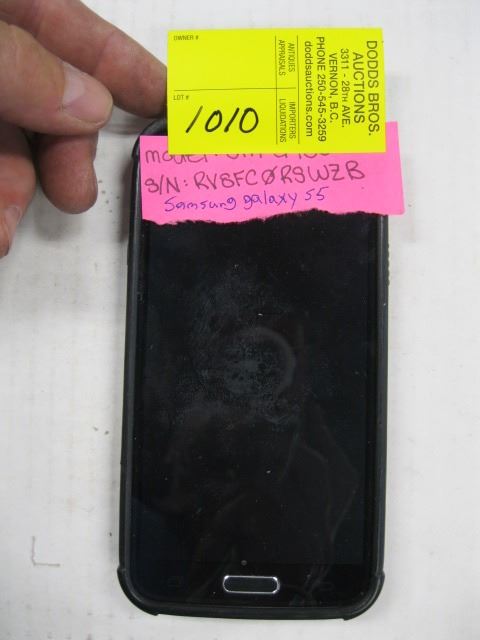 OWNER #
LOT #
1010
ANTIQUES
APPRAISALS
IMPORTERS
LIQUIDATIONS
DODDS BROS.
AUCTIONS
3311 - 28TH AVE.
VERNON, B.C.
PHONE 250-545-3259
doddsauctions.com
model:
S/N: RV8FC0RSWZB
Samsung galaxy S5